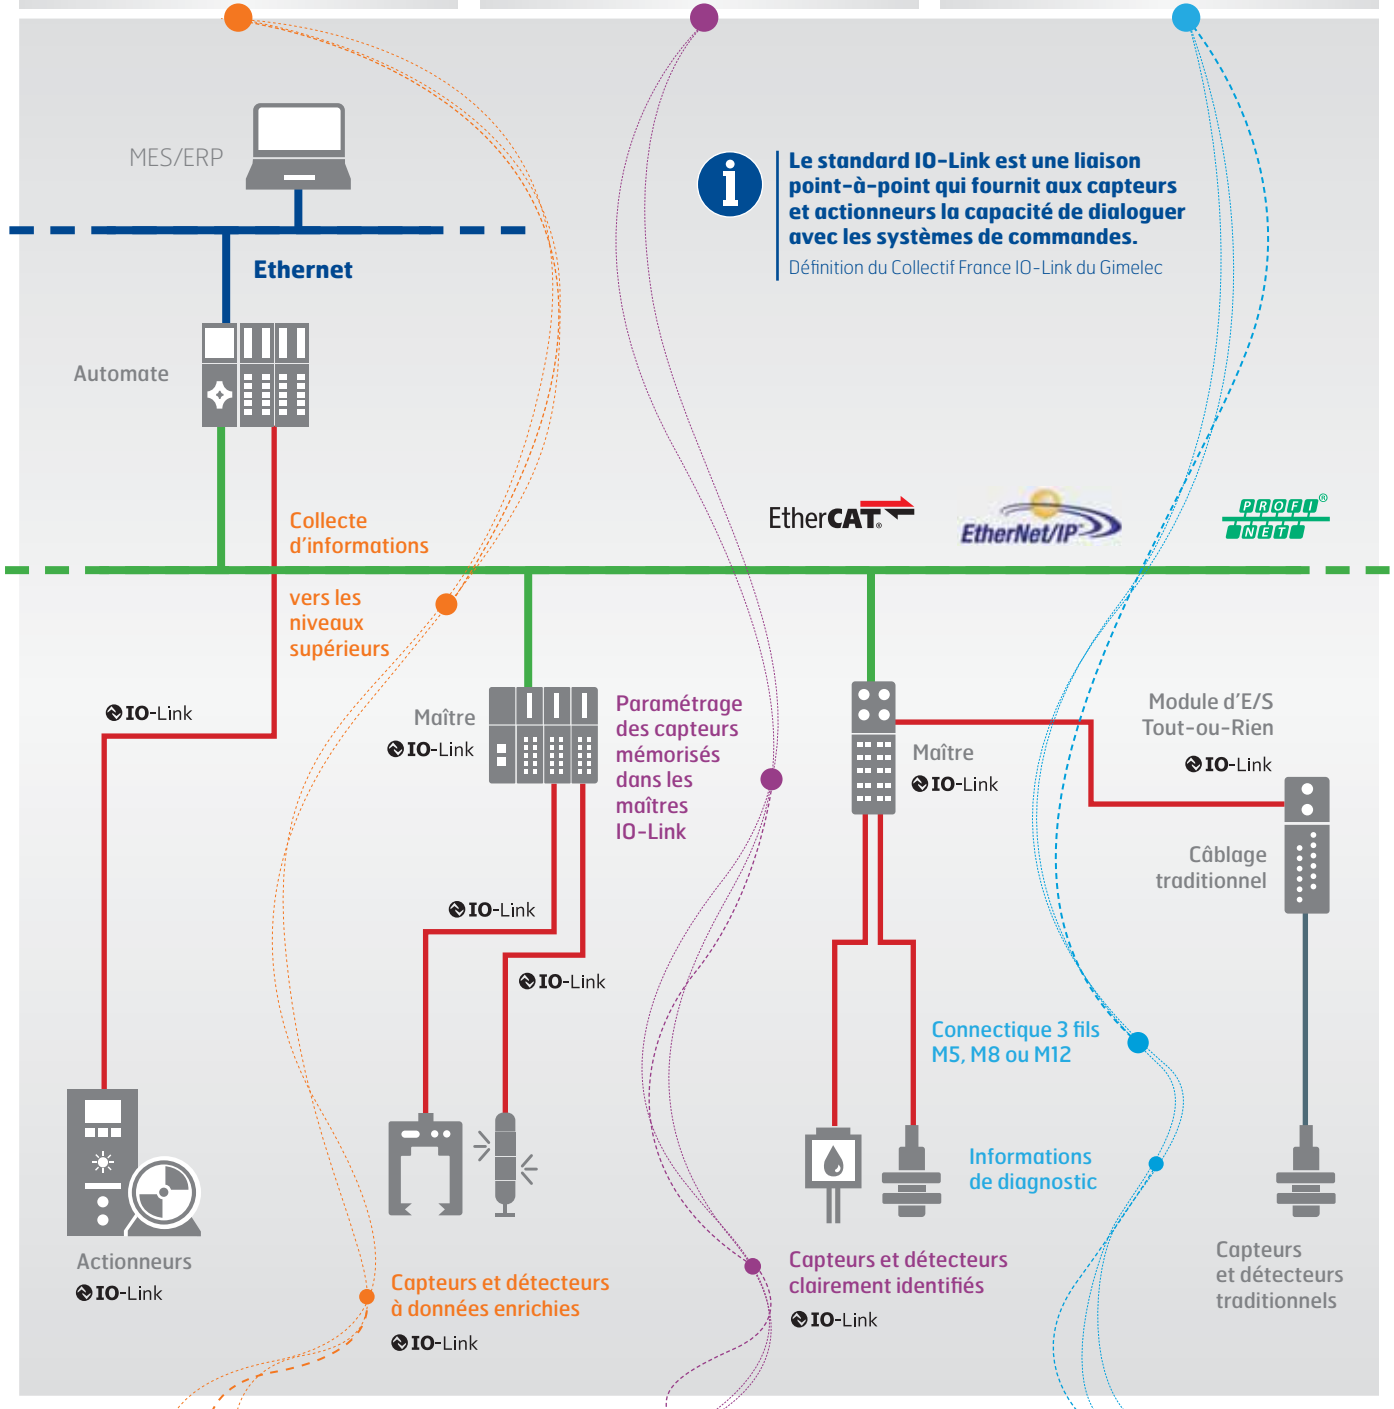 MES/ERP
Le standard IO-Link est une liaison
point-à-point qui fournit aux capteurs
et actionneurs la capacité de dialoguer
avec les systèmes de commandes.
Définition du Collectif France IO-Link du Gimelec
Ethernet
Automate
Collecte
d'informations
vers les
niveaux
supérieurs
EtherCAT®
EtherNet/IP
PROFI®
NET
IO-Link
Maître
IO-Link
Paramétrage
des capteurs
mémorisés
dans les
maîtres
IO-Link
Maître
IO-Link
Module d'E/S
Tout-ou-Rien
IO-Link
Câblage
traditionnel
IO-Link
IO-Link
Connectique 3 fils
M5, M8 ou M12
Informations
de diagnostic
Actionneurs
IO-Link
Capteurs et détecteurs
à données enrichies
IO-Link
Capteurs et détecteurs
clairement identifiés
IO-Link
Capteurs
et détecteurs
traditionnels